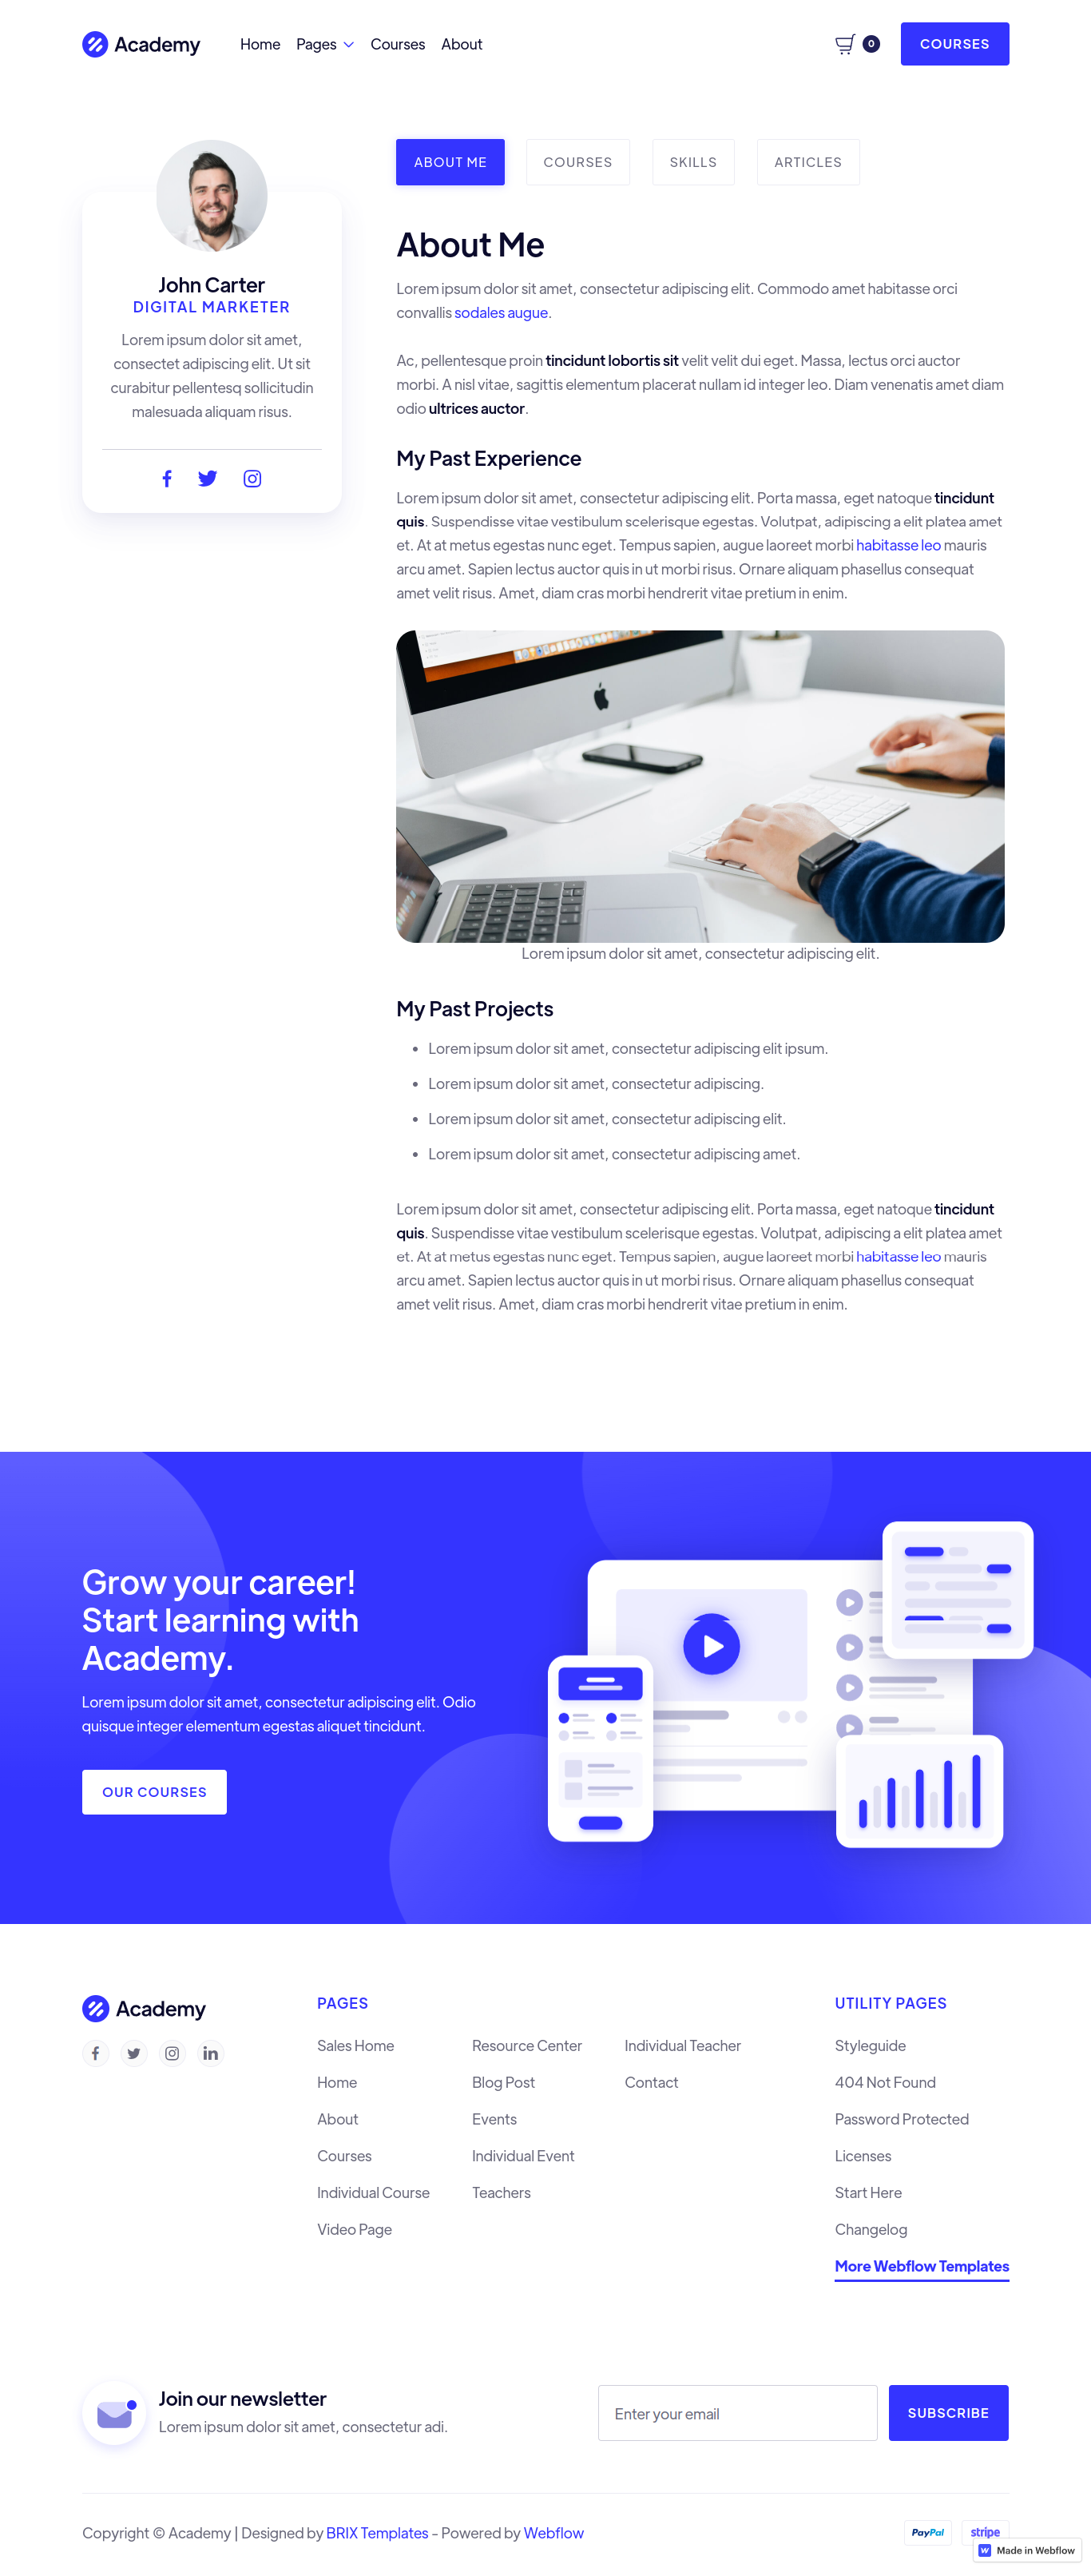 Academy
Home Pages Courses About
0
COURSES
John Carter
DIGITAL MARKETER
Lorem ipsum dolor sit amet,
consectet adipiscing elit. Ut sit
curabitur pellentesq sollicitudin
malesuada aliquam risus.
ABOUT ME COURSES SKILLS ARTICLES
About Me
Lorem ipsum dolor sit amet, consectetur adipiscing elit. Commodo amet habitasse orci
convallis sodales augue.
Ac, pellentesque proin tincidunt lobortis sit velit velit dui eget. Massa, lectus orci auctor
morbi. A nisl vitae, sagittis elementum placerat nullam id integer leo. Diam venenatis amet diam
odio ultrices auctor.
My Past Experience
Lorem ipsum dolor sit amet, consectetur adipiscing elit. Porta massa, eget natoque tincidunt
quis. Suspendisse vitae vestibulum scelerisque egestas. Volutpat, adipiscing a elit platea amet
et. At at metus egestas nunc eget. Tempus sapien, augue laoreet morbi habitasse leo mauris
arcu amet. Sapien lectus auctor quis in ut morbi risus. Ornare aliquam phasellus consequat
amet velit risus. Amet, diam cras morbi hendrerit vitae pretium in enim.
Lorem ipsum dolor sit amet, consectetur adipiscing elit.
My Past Projects
• Lorem ipsum dolor sit amet, consectetur adipiscing elit ipsum.
• Lorem ipsum dolor sit amet, consectetur adipiscing.
• Lorem ipsum dolor sit amet, consectetur adipiscing elit.
• Lorem ipsum dolor sit amet, consectetur adipiscing amet.
Lorem ipsum dolor sit amet, consectetur adipiscing elit. Porta massa, eget natoque tincidunt
quis. Suspendisse vitae vestibulum scelerisque egestas. Volutpat, adipiscing a elit platea amet
et. At at metus egestas nunc eget. Tempus sapien, augue laoreet morbi habitasse leo mauris
arcu amet. Sapien lectus auctor quis in ut morbi risus. Ornare aliquam phasellus consequat
amet velit risus. Amet, diam cras morbi hendrerit vitae pretium in enim.
Grow your career!
Start learning with
Academy.
Lorem ipsum dolor sit amet, consectetur adipiscing elit. Odio
quisque integer elementum egestas aliquet tincidunt.
OUR COURSES
Academy
PAGES
Sales Home
Home
About
Courses
Individual Course
Video Page
Resource Center
Blog Post
Events
Individual Event
Teachers
Individual Teacher
Contact
UTILITY PAGES
Styleguide
404 Not Found
Password Protected
Licenses
Start Here
Changelog
More Webflow Templates
Join our newsletter
Lorem ipsum dolor sit amet, consectetur adi.
Enter your email
SUBSCRIBE
Copyright © Academy | Designed by BRIX Templates - Powered by Webflow
PayPal stripe
Made in Webflow